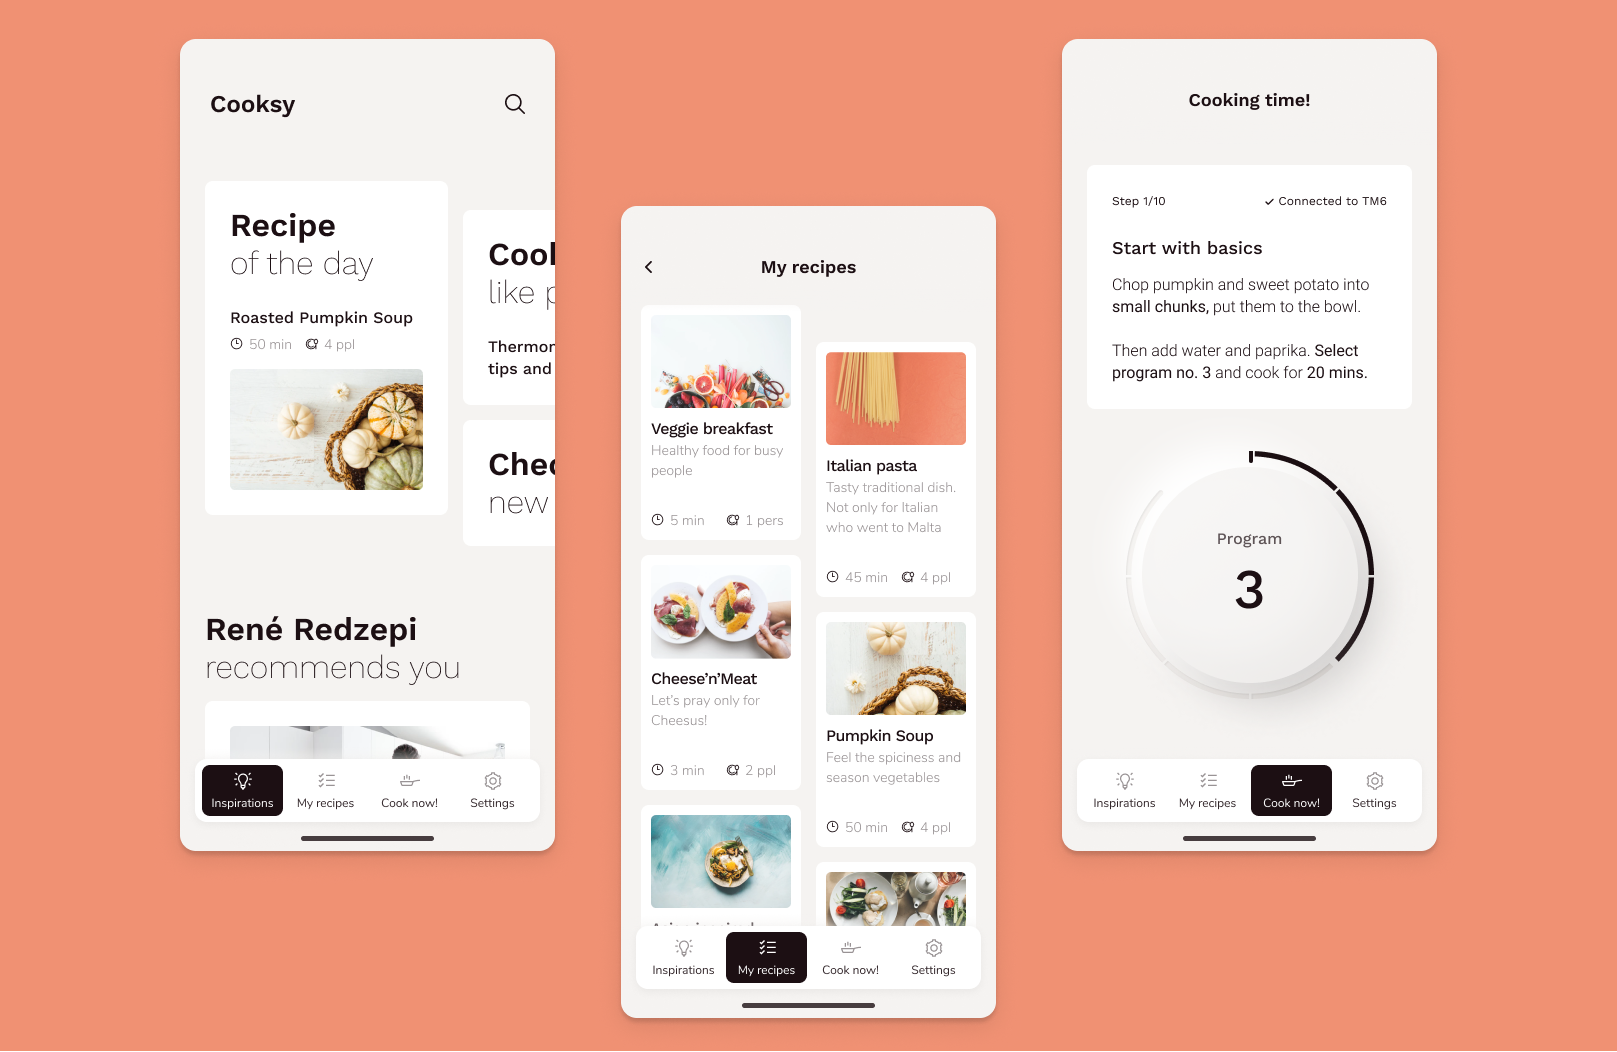 Cooksy
Recipe
of the day
Roasted Pumpkin Soup
50 min 4 ppl
Cook
like
Thermo
tips and
Chec
new
René Redzepi
recommends you
Inspirations My recipes Cook now! Settings
My recipes
Veggie breakfast
Healthy food for busy
people
5 min 1 pers
Cheese'n'Meat
Let's pray only for
Cheesus!
3 min 2 ppl
Italian pasta
Tasty traditional dish.
Not only for Italian
who went to Malta
45 min 4 ppl
Pumpkin Soup
Feel the spiciness and
season vegetables
50 min 4 ppl
Inspirations My recipes Cook now! Settings
Cooking time!
Step 1/10 Connected to TM6
Start with basics
Chop pumpkin and sweet potato into
small chunks, put them to the bowl.
Then add water and paprika. Select
program no. 3 and cook for 20 mins.
Program
3
Inspirations My recipes Cook now! Settings